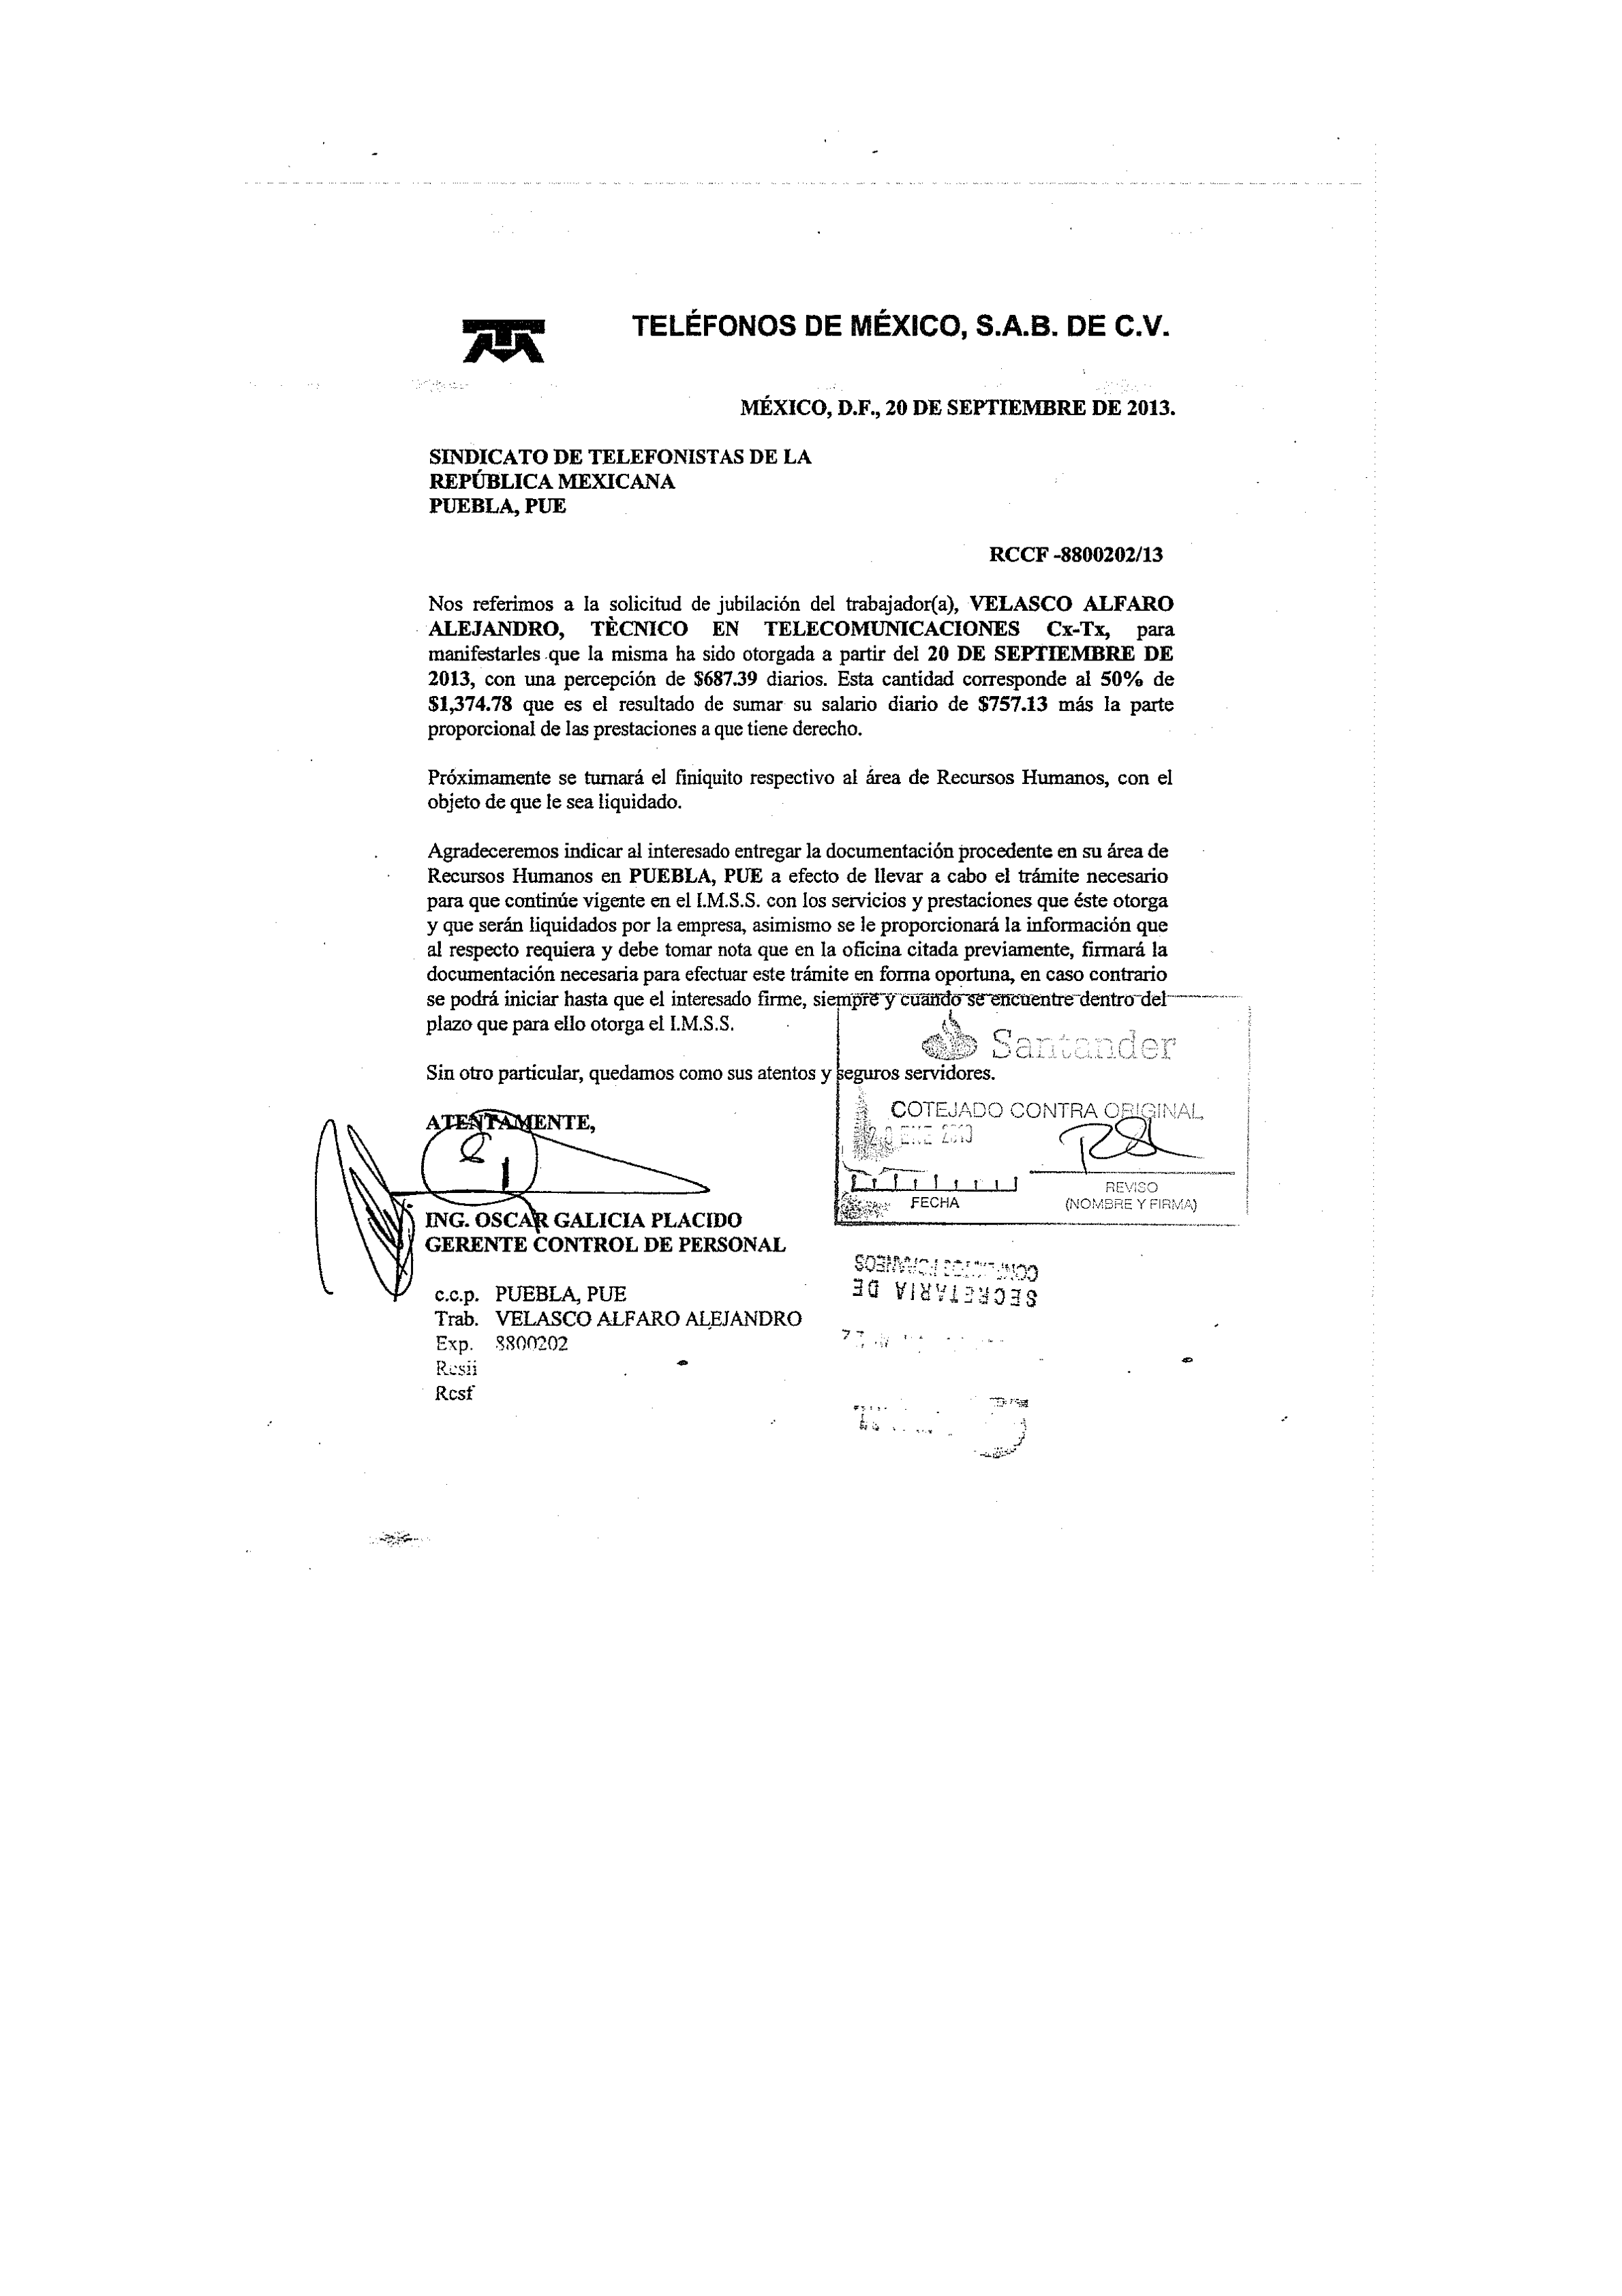 TELÉFONOS DE MÉXICO, S.A.B. DE C.V.
MÉXICO, D.F., 20 DE SEPTIEMBRE DE 2013.
SINDICATO DE TELEFONISTAS DE LA
REPÚBLICA MEXICANA
PUEBLA, PUE
RCCF -8800202/13
Nos referimos a la solicitud de jubilación del trabajador(a), VELASCO ALFARO
ALEJANDRO, TÈCNICO EN TELECOMUNICACIONES Cx-Tx, para
manifestarles que la misma ha sido otorgada a partir del 20 DE SEPTIEMBRE DE
2013, con una percepción de $687.39 diarios. Esta cantidad corresponde al 50% de
$1,374.78 que es el resultado de sumar su salario diario de $757.13 más la parte
proporcional de las prestaciones a que tiene derecho.
Próximamente se turnará el finiquito respectivo al área de Recursos Humanos, con el
objeto de que le sea liquidado.
Agradeceremos indicar al interesado entregar la documentación procedente en su área de
Recursos Humanos en PUEBLA, PUE a efecto de llevar a cabo el trámite necesario
para que continúe vigente en el I.M.S.S. con los servicios y prestaciones que éste otorga
y que serán liquidados por la empresa, asimismo se le proporcionará la información que
al respecto requiera y debe tomar nota que en la oficina citada previamente, firmará la
documentación necesaria para efectuar este trámite en forma oportuna, en caso contrario
se podrá iniciar hasta que el interesado firme, siempre y cuando se encuentre dentro del
plazo que para ello otorga el I.M.S.S.
Santander
Sin otro particular, quedamos como sus atentos y seguros servidores.
COTEJADO CONTRA ORIGINAL
ATENTAMENTE,
ENE
REVISO
FECHA
(NOMBRE Y FIRMA)
ING. OSCAR GALICIA PLACIDO
GERENTE CONTROL DE PERSONAL
SECRETARIA DE
c.c.p. PUEBLA, PUE
Trab. VELASCO ALFARO ALEJANDRO
Exp. 8800202
Rcsii
Rcsf